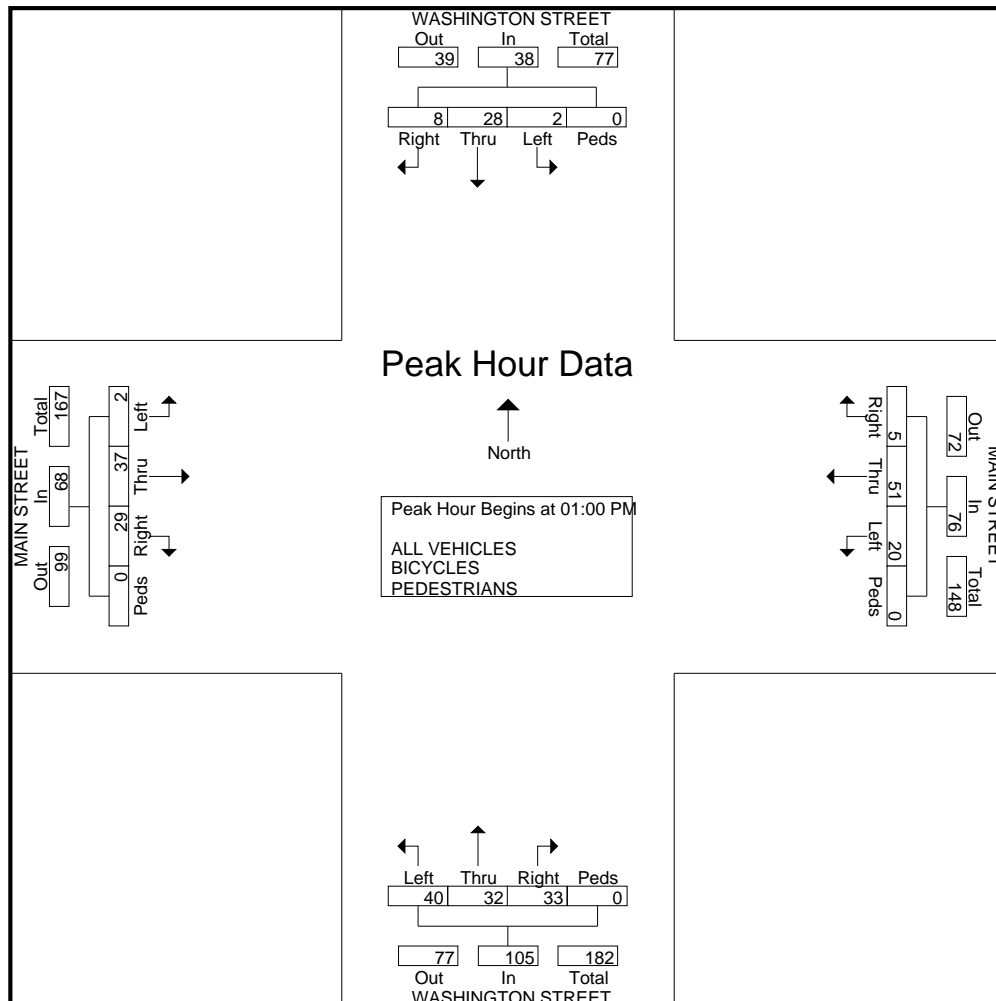 WASHINGTON STREET
Out In Total
39 38 77
8 28 2 0
Right Thru Left Peds
Peak Hour Data
North
Peak Hour Begins at 01:00 PM
ALL VEHICLES
BICYCLES
PEDESTRIANS
MAIN STREET
Total In Out
167 68 99
2 37 29 0
Left Thru Right Peds
MAIN STREET
Out In Total
72 76 148
5 51 20 0
Right Thru Left Peds
Left Thru Right Peds
40 32 33 0
77 105 182
Out In Total
WASHINGTON STREET